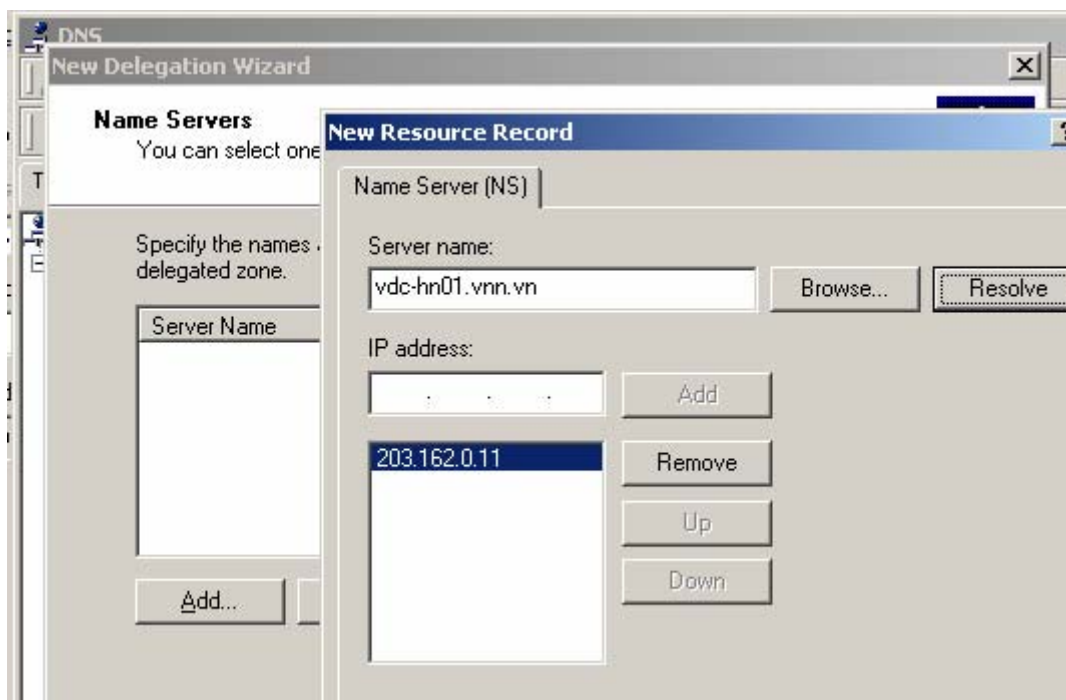 DNS
New Delegation Wizard
Name Servers
You can select one
New Resource Record
Name Server (NS)
Specify the names
delegated zone.
Server name:
vdc-hn01.vnn.vn
Browse...
Resolve
Server Name
IP address:
. . .
Add
203.162.0.11
Remove
Up
Down
Add...